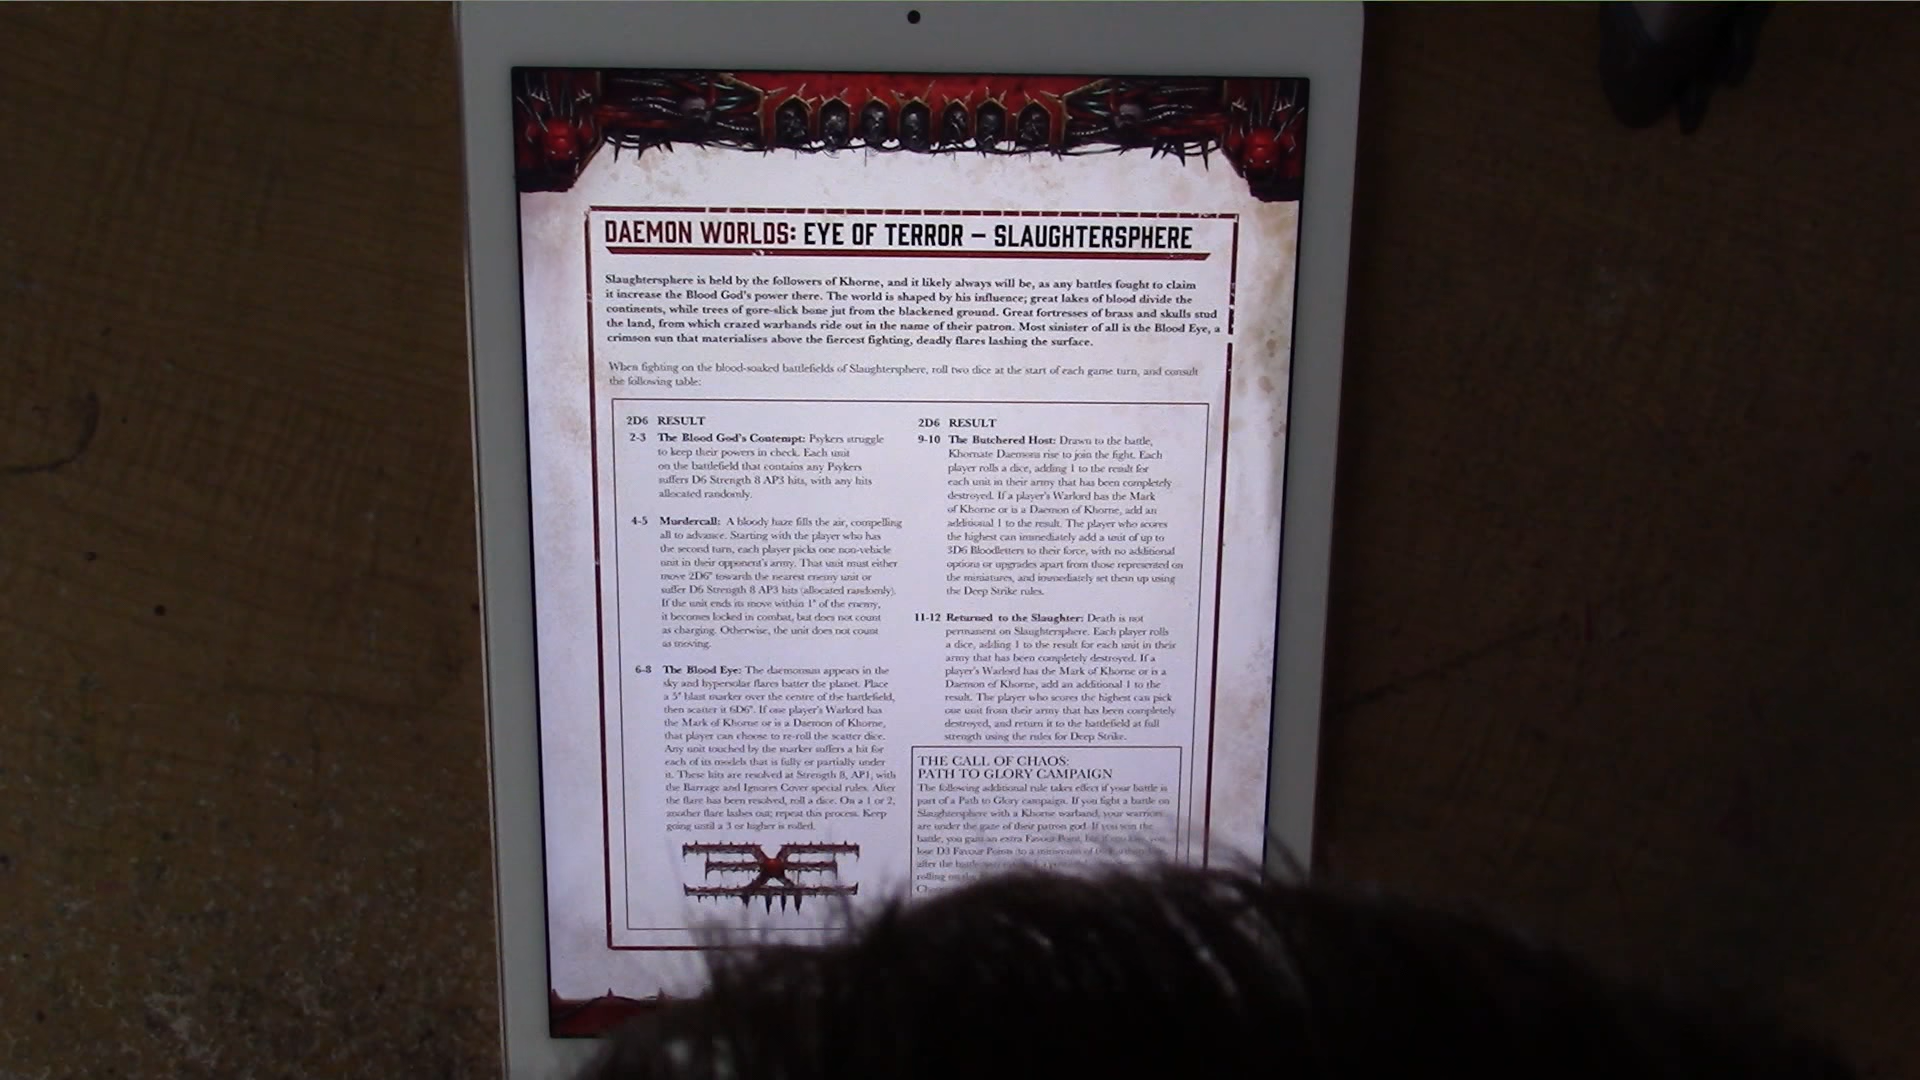 DAEMON WORLDS: EYE OF TERROR – SLAUGHTERSPHERE
Slaughtersphere is held by the followers of Khorne, and it likely always will be, as any battles fought to claim
it increase the Blood God's power there. The world is shaped by his influence; great lakes of blood divide the
continents, while trees of gore-slick bone jut from the blackened ground. Great fortresses of brass and skulls stud
the land, from which crazed warbands ride out in the name of their patron. Most sinister of all is the Blood Eye, a
crimson sun that materialises above the fiercest fighting, deadly flares lashing the surface.
When fighting on the blood-soaked battlefields of Slaughtersphere, roll two dice at the start of each game turn, and consult
the following table:
2D6 RESULT
2-3 The Blood God's Contempt: Psykers struggle
to keep their powers in check. Each unit
on the battlefield that contains any Psykers
suffers D6 Strength 8 AP3 hits, with any hits
allocated randomly.
4-5 Murdercall: A bloody haze fills the air, compelling
all to advance. Starting with the player who has
the second turn, each player picks one non-vehicle
unit in their opponent's army. That unit must either
move 2D6" towards the nearest enemy unit or
suffer D6 Strength 8 AP3 hits (allocated randomly).
If the unit ends its move within 1" of the enemy,
it becomes locked in combat, but does not count
as charging. Otherwise, the unit does not count
as moving.
6-8 The Blood Eye: The daemonsun appears in the
sky and hypersolar flares batter the planet. Place
a 5" blast marker over the centre of the battlefield,
then scatter it 6D6". If one player's Warlord has
the Mark of Khorne or is a Daemon of Khorne,
that player can choose to re-roll the scatter dice.
Any unit touched by the marker suffers a hit for
each of its models that is fully or partially under
it. These hits are resolved at Strength 8, AP1, with
the Barrage and Ignores Cover special rules. After
the flare has been resolved, roll a dice. On a 1 or 2,
another flare lashes out; repeat this process. Keep
going until a 3 or higher is rolled.
2D6 RESULT
9-10 The Butchered Host: Drawn to the battle,
Khornate Daemons rise to join the fight. Each
player rolls a dice, adding 1 to the result for
each unit in their army that has been completely
destroyed. If a player's Warlord has the Mark
of Khorne or is a Daemon of Khorne, add an
additional 1 to the result. The player who scores
the highest can immediately add a unit of up to
3D6 Bloodletters to their force, with no additional
options or upgrades apart from those represented on
the miniatures, and immediately set them up using
the Deep Strike rules.
11-12 Returned to the Slaughter: Death is not
permanent on Slaughtersphere. Each player rolls
a dice, adding 1 to the result for each unit in their
army that has been completely destroyed. If a
player's Warlord has the Mark of Khorne or is a
Daemon of Khorne, add an additional 1 to the
result. The player who scores the highest can pick
one unit from their army that has been completely
destroyed, and return it to the battlefield at full
strength using the rules for Deep Strike.
THE CALL OF CHAOS:
PATH TO GLORY CAMPAIGN
The following additional rule takes effect if your battle is
part of a Path to Glory campaign. If you fight a battle on
Slaughtersphere with a Khorne warband, your warriors
are under the gaze of their patron god. If you win the
battle, you gain an extra Favour Point, but if you lose, you
lose D3 Favour Points (to a minimum of
after the
rolling on